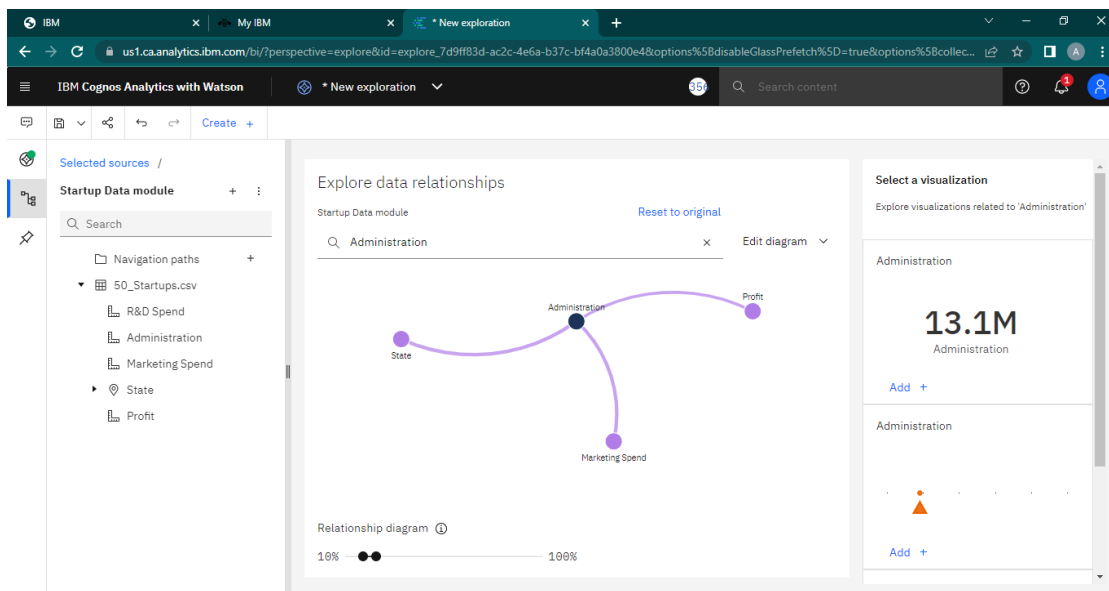 IBM
My IBM
* New exploration
us1.ca.analytics.ibm.com/bi/?perspective=explore&id=explore_7d9ff83d-ac2c-4e6a-b37c-bf4a0a3800e4&options%5BdisableGlassPrefetch%5D=true&options%5Bcollec...
A
IBM Cognos Analytics with Watson
* New exploration
356
Search content
1
Create +
Selected sources /
Startup Data module
Search
Navigation paths
50_Startups.csv
R&D Spend
Administration
Marketing Spend
State
Profit
Explore data relationships
Startup Data module
Reset to original
Administration
Edit diagram
Profit
Administration
State
Marketing Spend
Relationship diagram
10%
100%
Select a visualization
Explore visualizations related to 'Administration'
Administration
13.1M
Administration
Add +
Administration
Add +